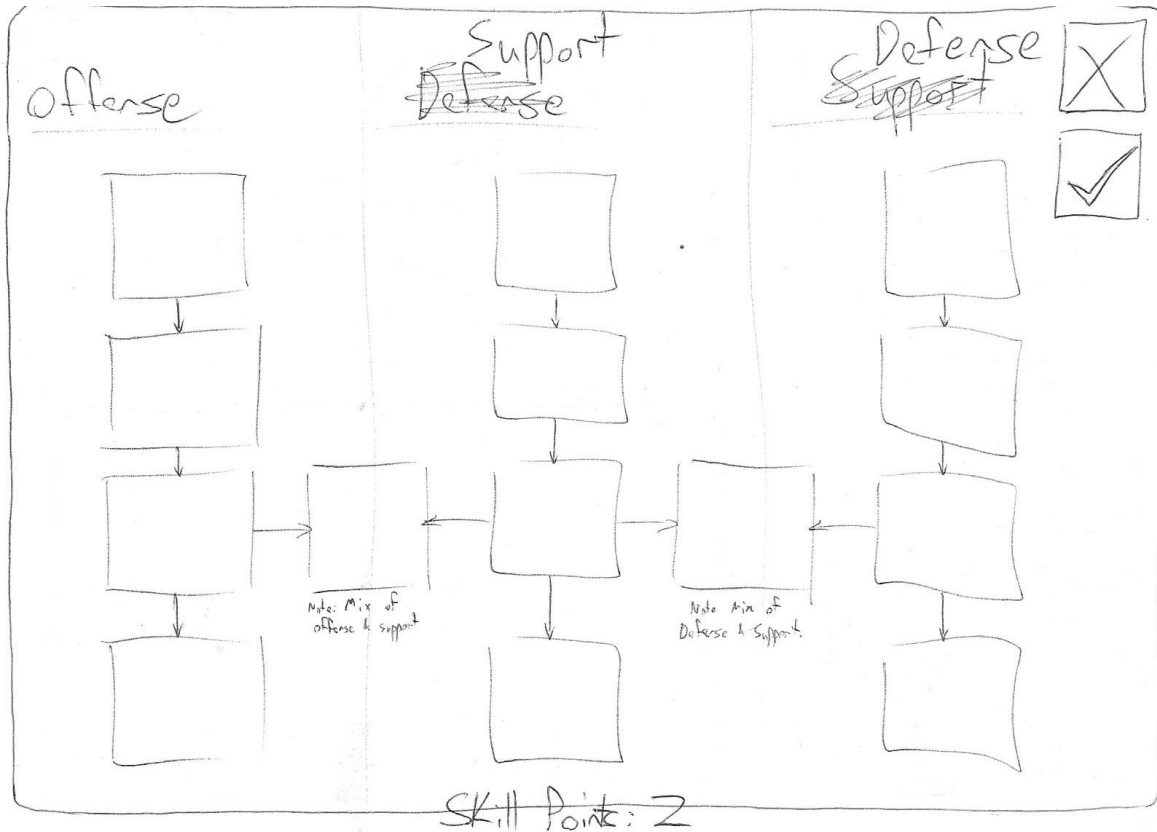 Offense
Support
Defense
Defense
Support
Note: Mix of
offense & support
Note Mix of
Defense & Support.
Skill Points: 2